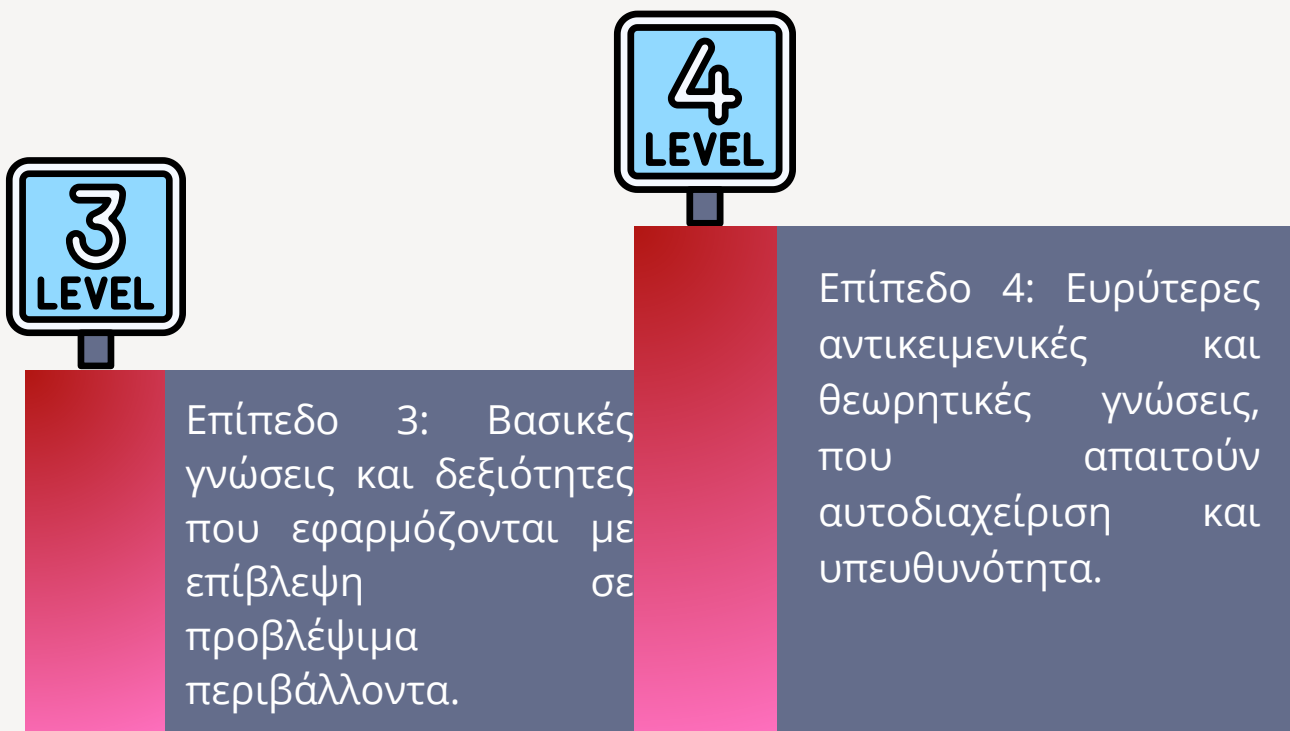 3
LEVEL
Επίπεδο 3: Βασικές
γνώσεις και δεξιότητες
που εφαρμόζονται με
επίβλεψη σε
προβλέψιμα
περιβάλλοντα.
4
LEVEL
Επίπεδο 4: Ευρύτερες
αντικειμενικές και
θεωρητικές γνώσεις,
που απαιτούν
αυτοδιαχείριση και
υπευθυνότητα.